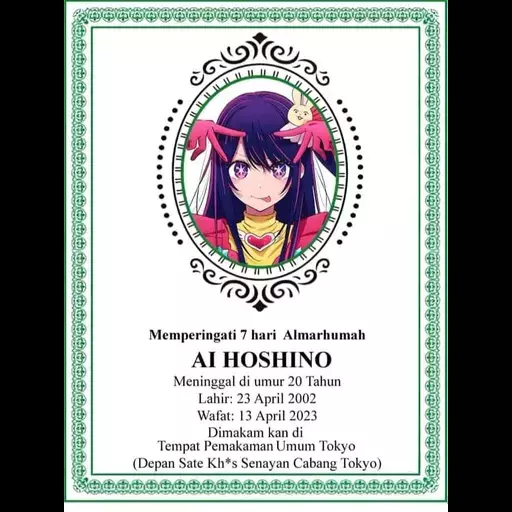 Memperingati 7 hari Almarhumah
AI HOSHINO
Meninggal di umur 20 Tahun
Lahir: 23 April 2002
Wafat: 13 April 2023
Dimakam kan di
Tempat Pemakaman Umum Tokyo
(Depan Sate Kh*s Senayan Cabang Tokyo)